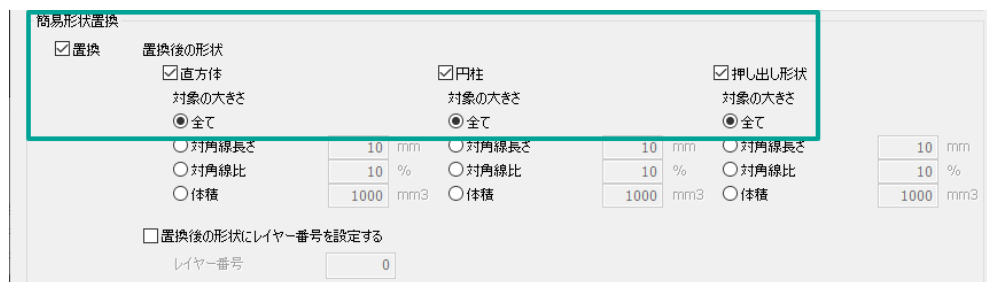 簡易形状置換
置換 置換後の形状
直方体 円柱 押し出し形状
対象の大きさ 対象の大きさ 対象の大きさ
全て 全て 全て
対角線長さ 10 mm 対角線長さ 10 mm 対角線長さ 10 mm
対角線比 10 % 対角線比 10 % 対角線比 10 %
体積 1000 mm3 体積 1000 mm3 体積 1000 mm3
置換後の形状にレイヤー番号を設定する
レイヤー番号 0